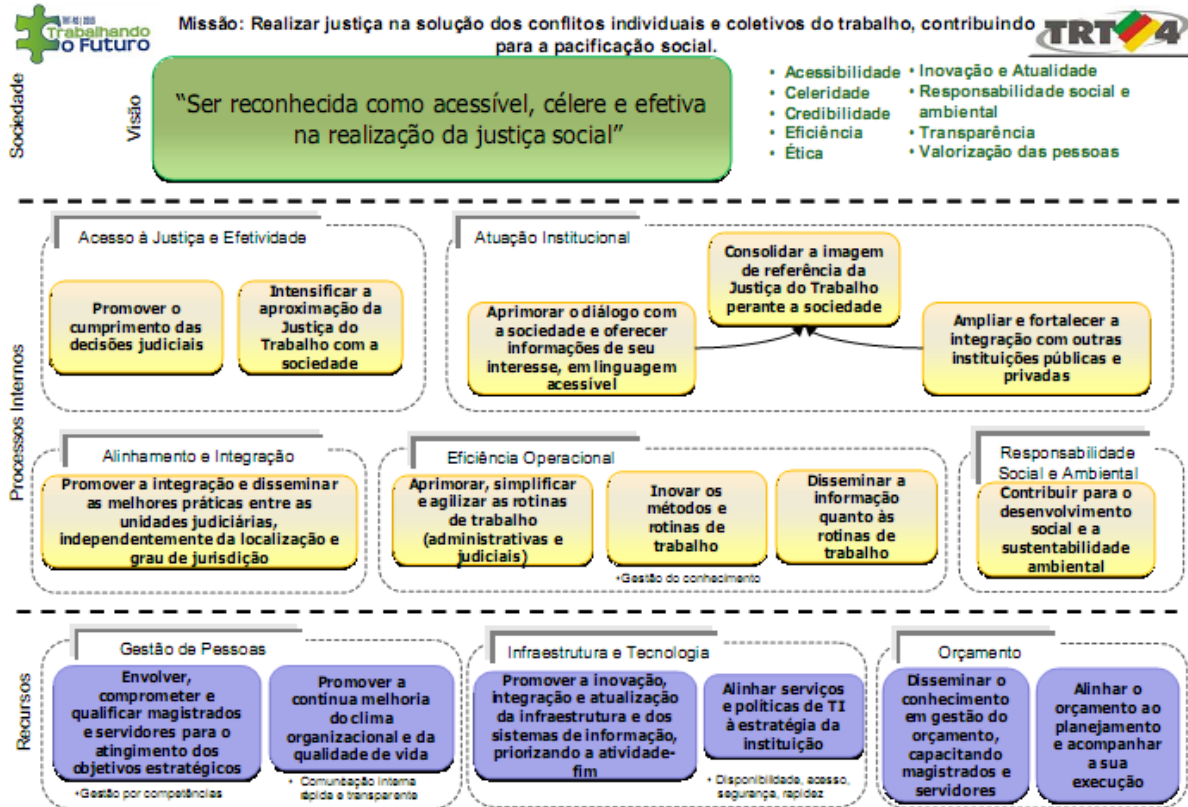 Trabalhando
o Futuro
Missão: Realizar justiça na solução dos conflitos individuais e coletivos do trabalho, contribuindo
para a pacificação social.
TRT 4
Sociedade
Visão
“Ser reconhecida como acessível, célere e efetiva
na realização da justiça social”
• Acessibilidade
• Celeridade
• Credibilidade
• Eficiência
• Ética
• Inovação e Atualidade
• Responsabilidade social e
ambiental
• Transparência
• Valorização das pessoas
Processos Internos
Acesso à Justiça e Efetividade
Promover o
cumprimento das
decisões judiciais
Intensificar a
aproximação da
Justiça do
Trabalho com a
sociedade
Atuação Institucional
Consolidar a imagem
de referência da
Justiça do Trabalho
perante a sociedade
Aprimorar o diálogo com
a sociedade e oferecer
informações de seu
interesse, em linguagem
acessível
Ampliar e fortalecer a
integração com outras
instituições públicas e
privadas
Alinhamento e Integração
Promover a integração e disseminar
as melhores práticas entre as
unidades judiciárias,
independentemente da localização e
grau de jurisdição
Eficiência Operacional
Aprimorar, simplificar
e agilizar as rotinas
de trabalho
(administrativas e
judiciais)
Inovar os
métodos e
rotinas de
trabalho
•Gestão do conhecimento
Disseminar a
informação
quanto às
rotinas de
trabalho
Responsabilidade
Social e Ambiental
Contribuir para o
desenvolvimento
social e a
sustentabilidade
ambiental
Recursos
Gestão de Pessoas
Envolver,
comprometer e
qualificar magistrados
e servidores para o
atingimento dos
objetivos estratégicos
•Gestão por competências
Promover a
contínua melhoria
do clima
organizacional e da
qualidade de vida
• Comunicação interna
rápida e transparente
Infraestrutura e Tecnologia
Promover a inovação,
integração e atualização
da infraestrutura e dos
sistemas de informação,
priorizando a atividade-
fim
Alinhar serviços
e políticas de TI
à estratégia da
instituição
• Disponibilidade, acesso,
segurança, rapidez
Orçamento
Disseminar o
conhecimento
em gestão do
orçamento,
capacitando
magistrados e
servidores
Alinhar o
orçamento ao
planejamento
e acompanhar
a sua
execução